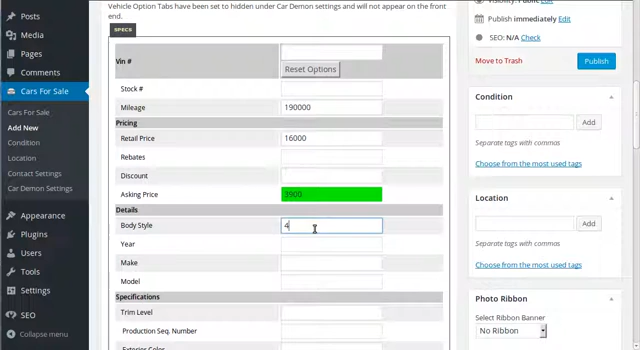 Posts
Media
Pages
Comments
Cars For Sale
Cars For Sale
Add New
Condition
Location
Contact Settings
Car Demon Settings
Appearance
Plugins
Users
Tools
Settings
SEO
Collapse menu
Vehicle Option Tabs have been set to hidden under Car Demon settings and will not appear on the front
end.
SPECS
Vin #
Reset Options
Stock #
Mileage 190000
Pricing
Retail Price 16000
Rebates
Discount
Asking Price 3900
Details
Body Style 4
Year
Make
Model
Specifications
Trim Level
Production Seq. Number
Exterior Color
Visibility: Public Edit
Publish immediately Edit
SEO: N/A Check
Move to Trash Publish
Condition
Add
Separate tags with commas
Choose from the most used tags
Location
Add
Separate tags with commas
Choose from the most used tags
Photo Ribbon
Select Ribbon Banner
No Ribbon